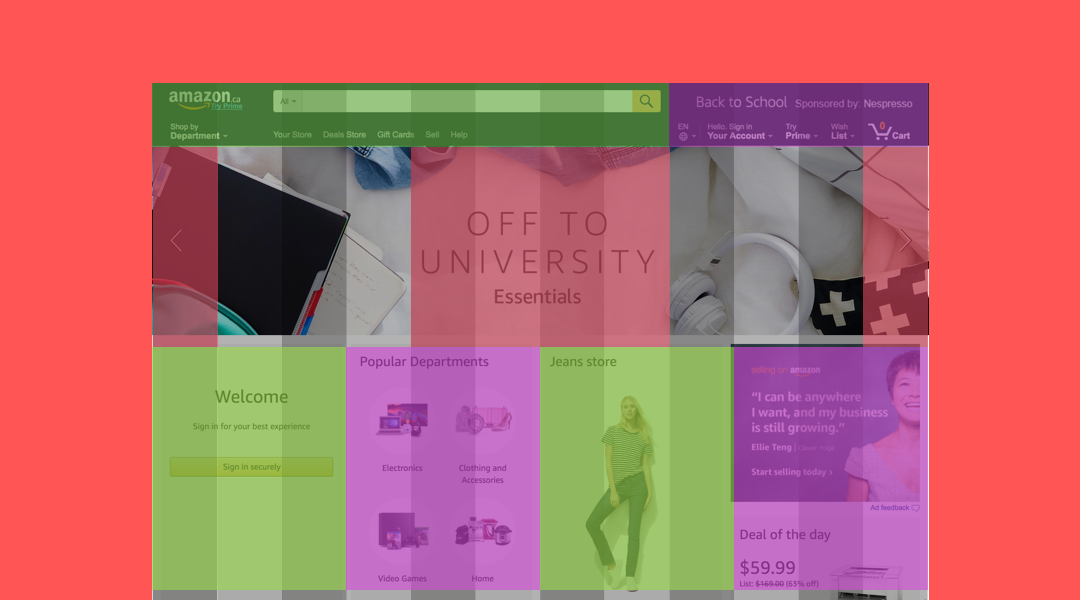 amazon.ca
Try Prime
All
Back to School Sponsored by: Nespresso
Shop by
Department
Your Store Deals Store Gift Cards Sell Help
EN
Hello. Sign in
Your Account
Try
Prime
Wish
List
0
Cart
OFF TO
UNIVERSITY
Essentials
Welcome
Sign in for your best experience
Sign in securely
Popular Departments
Electronics
Clothing and
Accessories
Video Games
Home
Jeans store
selling on amazon
“I can be anywhere
I want, and my business
is still growing.”
Ellie Teng |
Start selling today ›
Ad feedback
Deal of the day
$59.99
List: $169.00 (63% off)